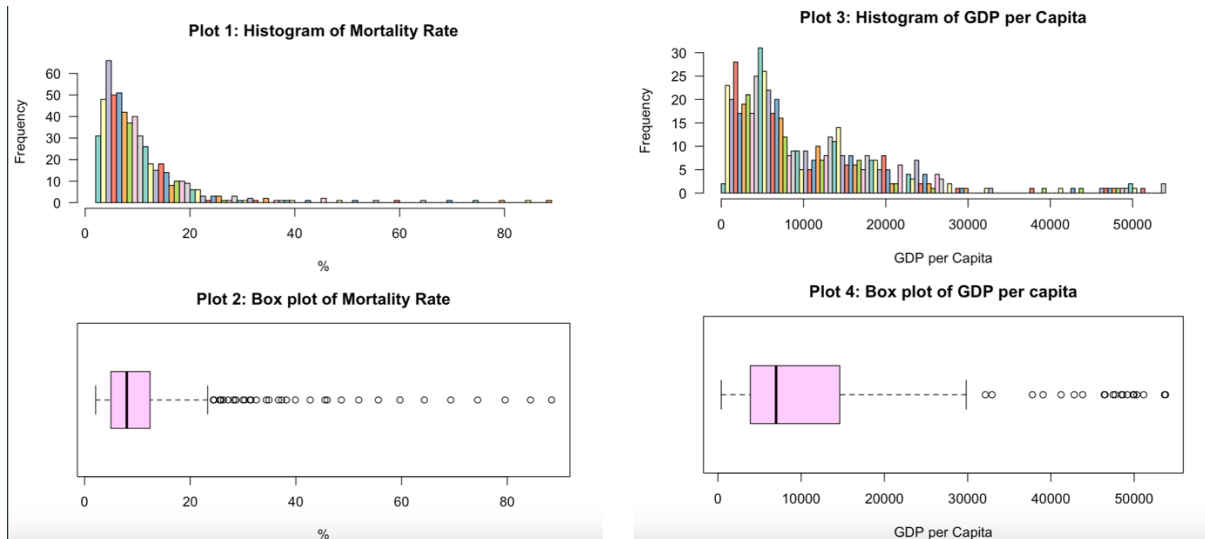 Plot 1: Histogram of Mortality Rate
Frequency
60
50
40
30
20
10
0
0 20 40 60 80
%
Plot 2: Box plot of Mortality Rate
0 20 40 60 80
%
Plot 3: Histogram of GDP per Capita
Frequency
30
25
20
15
10
5
0
0 10000 20000 30000 40000 50000
GDP per Capita
Plot 4: Box plot of GDP per capita
0 10000 20000 30000 40000 50000
GDP per Capita